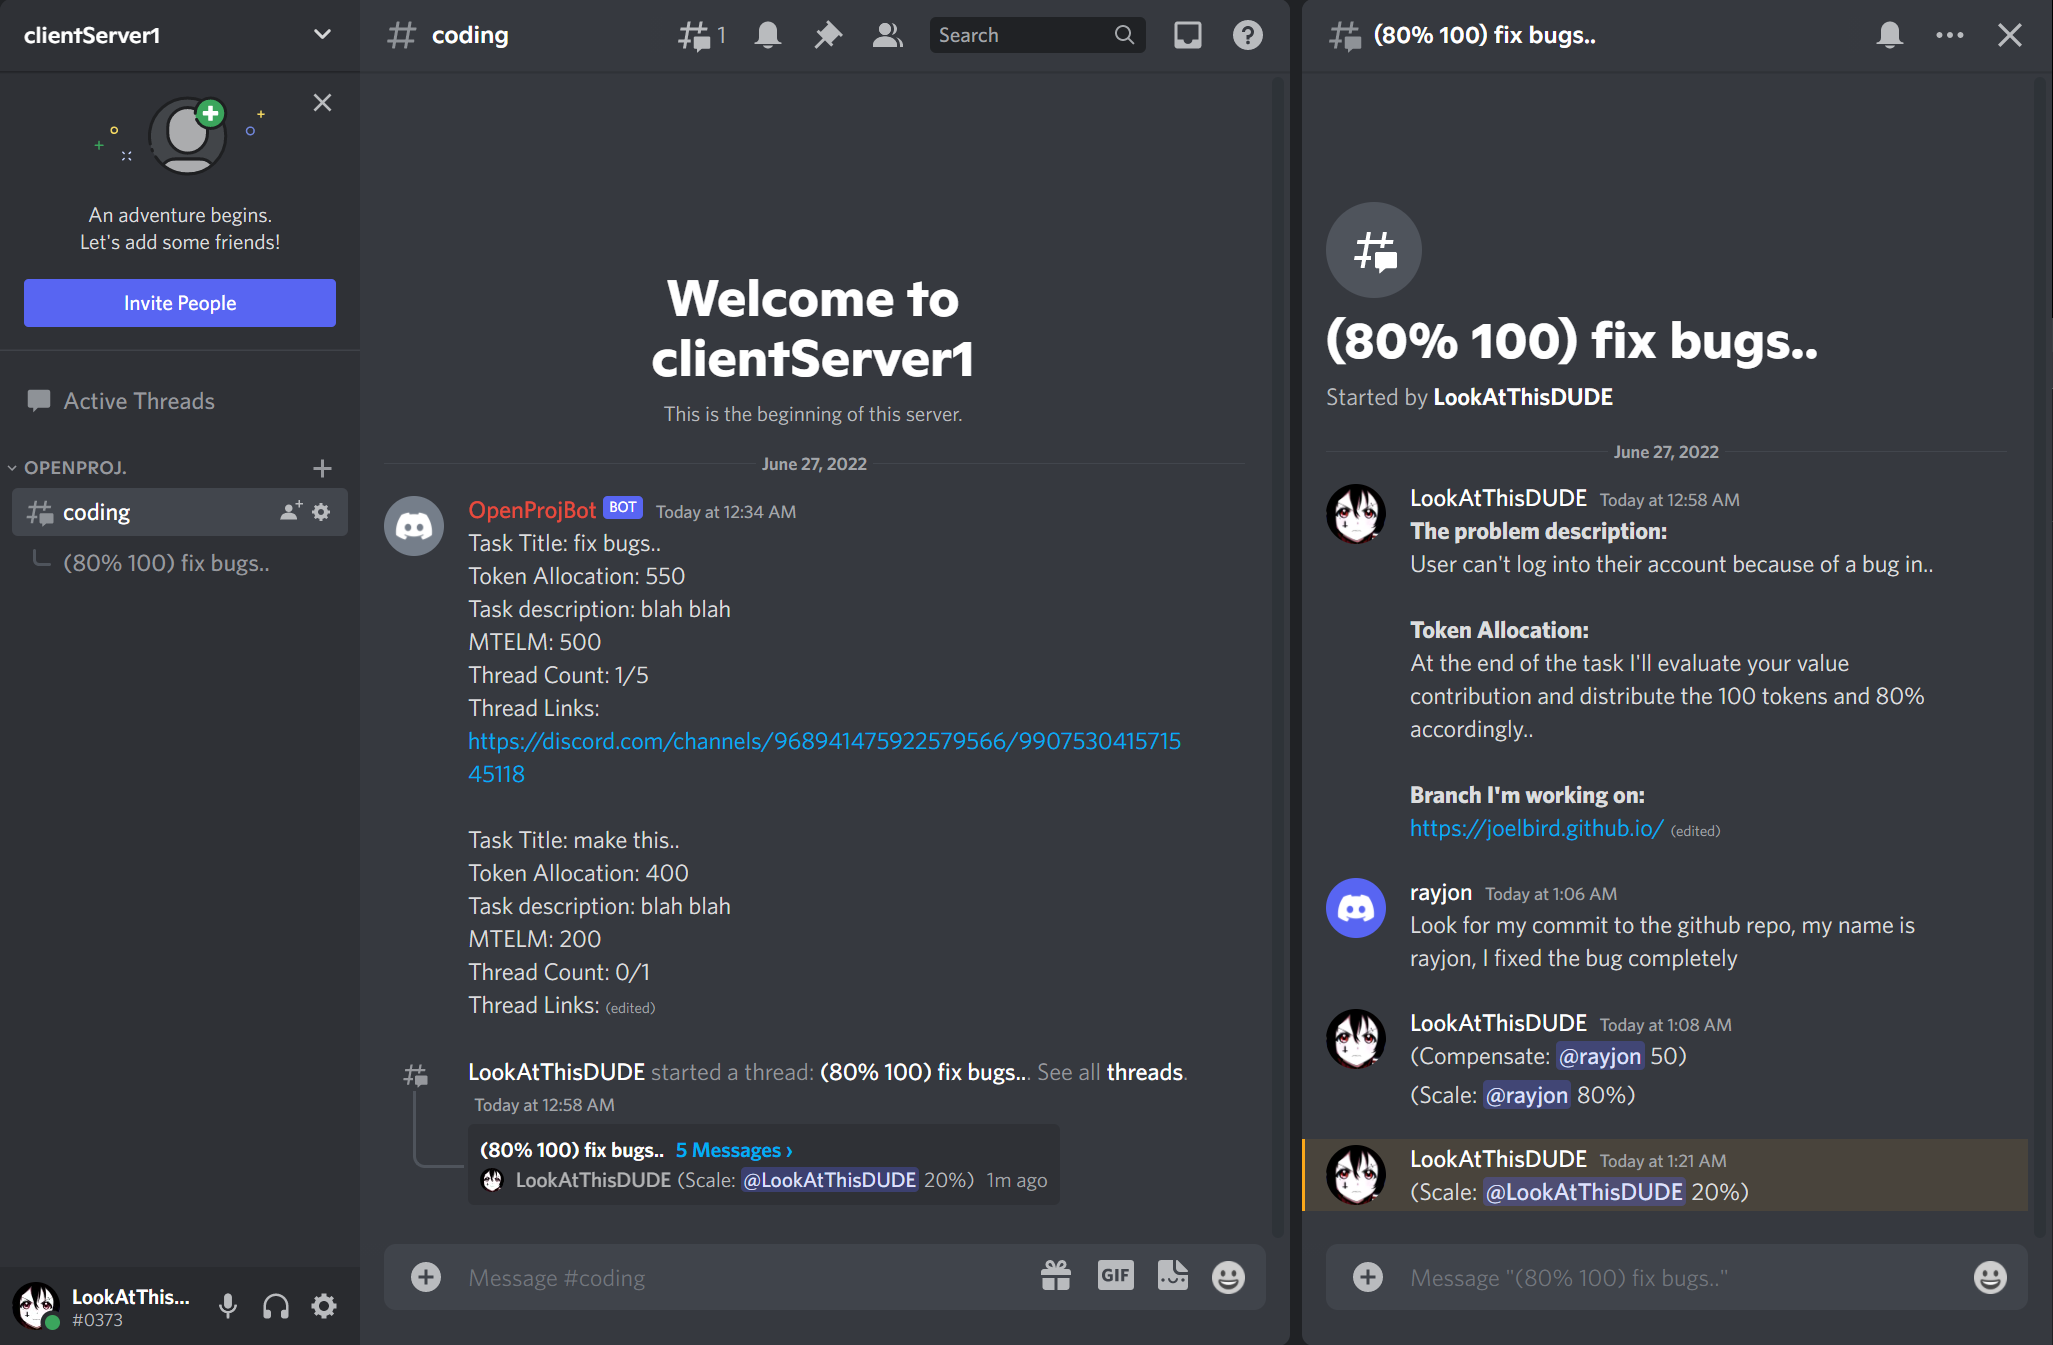 clientServer1
An adventure begins.
Let's add some friends!
Invite People
Active Threads
OPENPROJ.
coding
(80% 100) fix bugs..
LookAtThis...
#0373
coding
1
Search
Welcome to
clientServer1
This is the beginning of this server.
June 27, 2022
OpenProjBot BOT Today at 12:34 AM
Task Title: fix bugs..
Token Allocation: 550
Task description: blah blah
MTELM: 500
Thread Count: 1/5
Thread Links:
https://discord.com/channels/968941475922579566/9907530415715
45118
Task Title: make this..
Token Allocation: 400
Task description: blah blah
MTELM: 200
Thread Count: 0/1
Thread Links: (edited)
LookAtThisDUDE started a thread: (80% 100) fix bugs... See all threads.
Today at 12:58 AM
(80% 100) fix bugs.. 5 Messages ›
LookAtThisDUDE (Scale: @LookAtThisDUDE 20%) 1m ago
Message #coding
GIF
(80% 100) fix bugs..
(80% 100) fix bugs..
Started by LookAtThisDUDE
June 27, 2022
LookAtThisDUDE Today at 12:58 AM
The problem description:
User can't log into their account because of a bug in..
Token Allocation:
At the end of the task I'll evaluate your value
contribution and distribute the 100 tokens and 80%
accordingly..
Branch I'm working on:
https://joelbird.github.io/ (edited)
rayjon Today at 1:06 AM
Look for my commit to the github repo, my name is
rayjon, I fixed the bug completely
LookAtThisDUDE Today at 1:08 AM
(Compensate: @rayjon 50)
(Scale: @rayjon 80%)
LookAtThisDUDE Today at 1:21 AM
(Scale: @LookAtThisDUDE 20%)
Message "(80% 100) fix bugs.."